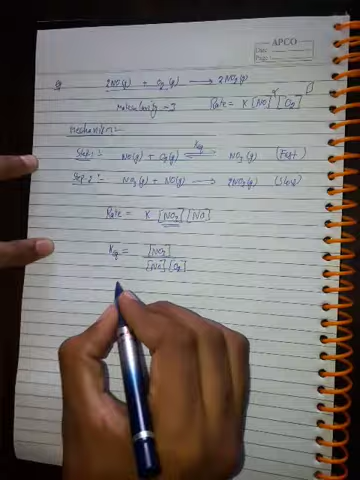 APCO
Date:
Page:
2NO(g) + O₂(g) ⟶ 2NO₂(g)
Molecularity = 3 Rate = K [NO]^α [O₂]^β
Mechanism:-
Step 1:- NO(g) + O₂(g) ⇌ Keq NO₃(g) (Fast)
Step-2:- NO₃(g) + NO(g) ⟶ 2NO₂(g) (Slow)
Rate = K [NO₃] [NO]
Keq = [NO₃]
[NO] [O₂]